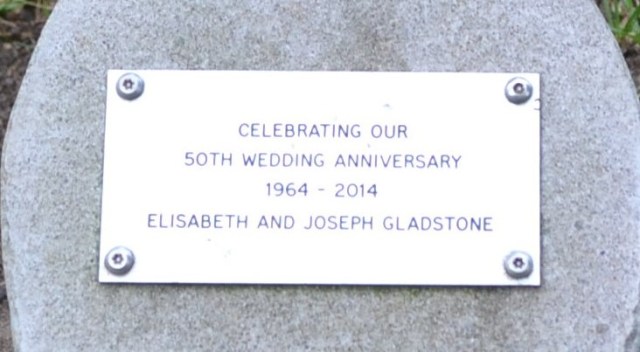 CELEBRATING OUR
50TH WEDDING ANNIVERSARY
1964 - 2014
ELISABETH AND JOSEPH GLADSTONE